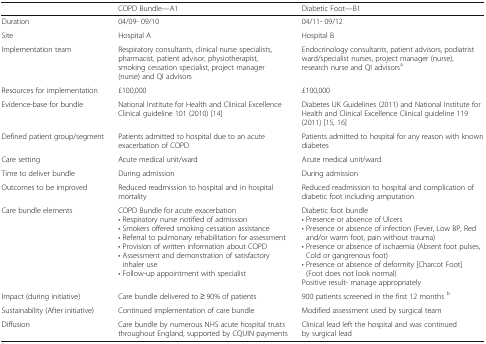 COPD Bundle—A1 Diabetic Foot—B1
Duration 04/09- 09/10 04/11- 09/12
Site Hospital A Hospital B
Implementation team Respiratory consultants, clinical nurse specialists, Endocrinology consultants, patient advisors, podiatrist
pharmacist, patient advisor, physiotherapist, ward/specialist nurses, project manager (nurse),
smoking cessation specialist, project manager research nurse and QI advisors a
(nurse) and QI advisors
Resources for implementation £100,000 £100,000
Evidence-base for bundle National Institute for Health and Clinical Excellence Diabetes UK Guidelines (2011) and National Institute for
Clinical guideline 101 (2010) [14] Health and Clinical Excellence Clinical guideline 119
(2011) [15, 16]
Defined patient group/segment Patients admitted to hospital due to an acute Patients admitted to hospital for any reason with known
exacerbation of COPD diabetes
Care setting Acute medical unit/ward Acute medical unit/ward
Time to deliver bundle During admission During admission
Outcomes to be improved Reduced readmission to hospital and in hospital Reduced readmission to hospital and complication of
mortality diabetic foot including amputation
Care bundle elements COPD Bundle for acute exacerbation Diabetic foot bundle
• Respiratory nurse notified of admission • Presence or absence of Ulcers
• Smokers offered smoking cessation assistance • Presence or absence of infection (Fever, Low BP, Red
• Referral to pulmonary rehabilitation for assessment and/or warm foot, pain without trauma)
• Provision of written information about COPD • Presence or absence of ischaemia (Absent foot pulses,
• Assessment and demonstration of satisfactory Cold or gangrenous foot)
inhaler use • Presence or absence of deformity [Charcot Foot]
• Follow-up appointment with specialist (Foot does not look normal)
Positive result- manage appropriately
Impact (during initiative) Care bundle delivered to ≥ 90% of patients 900 patients screened in the first 12 months b
Sustainability (After initiative) Continued implementation of care bundle Modified assessment used by surgical team
Diffusion Care bundle by numerous NHS acute hospital trusts Clinical lead left the hospital and was continued
throughout England, supported by CQUIN payments by surgical lead